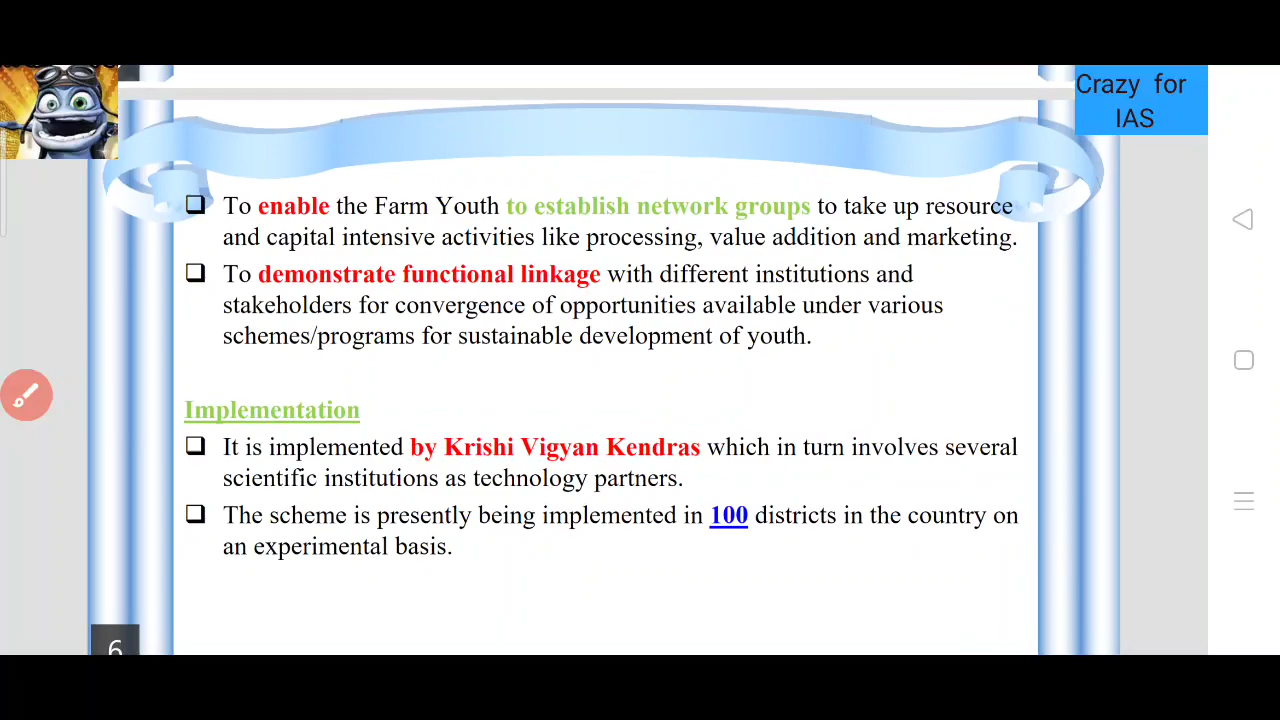 Crazy for
IAS
To enable the Farm Youth to establish network groups to take up resource
and capital intensive activities like processing, value addition and marketing.
To demonstrate functional linkage with different institutions and
stakeholders for convergence of opportunities available under various
schemes/programs for sustainable development of youth.
Implementation
It is implemented by Krishi Vigyan Kendras which in turn involves several
scientific institutions as technology partners.
The scheme is presently being implemented in 100 districts in the country on
an experimental basis.
6